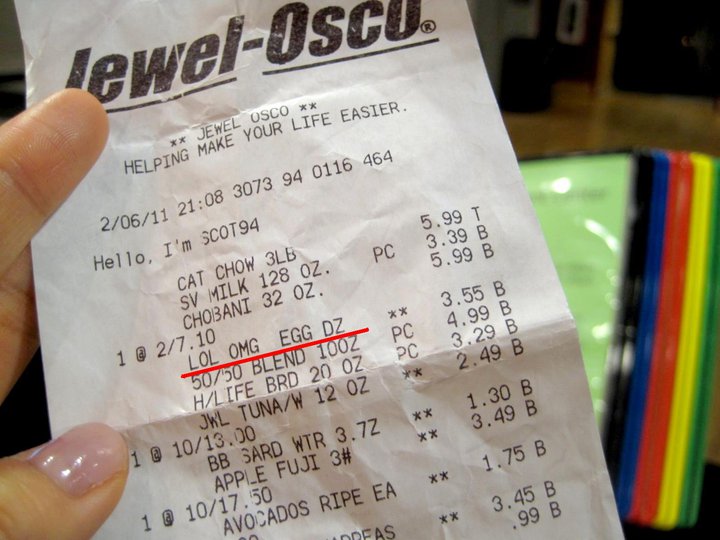 Jewel-Osco®
** JEWEL OSCO **
HELPING MAKE YOUR LIFE EASIER.
2/06/11 21:08 3073 94 0116 464
Hello, I'm SCOT94
CAT CHOW 3LB 5.99 T
SV MILK 128 OZ. PC 3.39 B
CHOBANI 32 OZ. 5.99 B
1 @ 2/7.10
LOL OMG EGG DZ ** 3.55 B
50/50 BLEND 10OZ PC 4.99 B
H/LIFE BRD 20 OZ PC 3.29 B
JWL TUNA/W 12 OZ ** 2.49 B
1 @ 10/13.00
BB SARD WTR 3.7Z ** 1.30 B
APPLE FUJI 3# ** 3.49 B
1 @ 10/17.50
AVOCADOS RIPE EA ** 1.75 B
** 3.45 B
.99 B